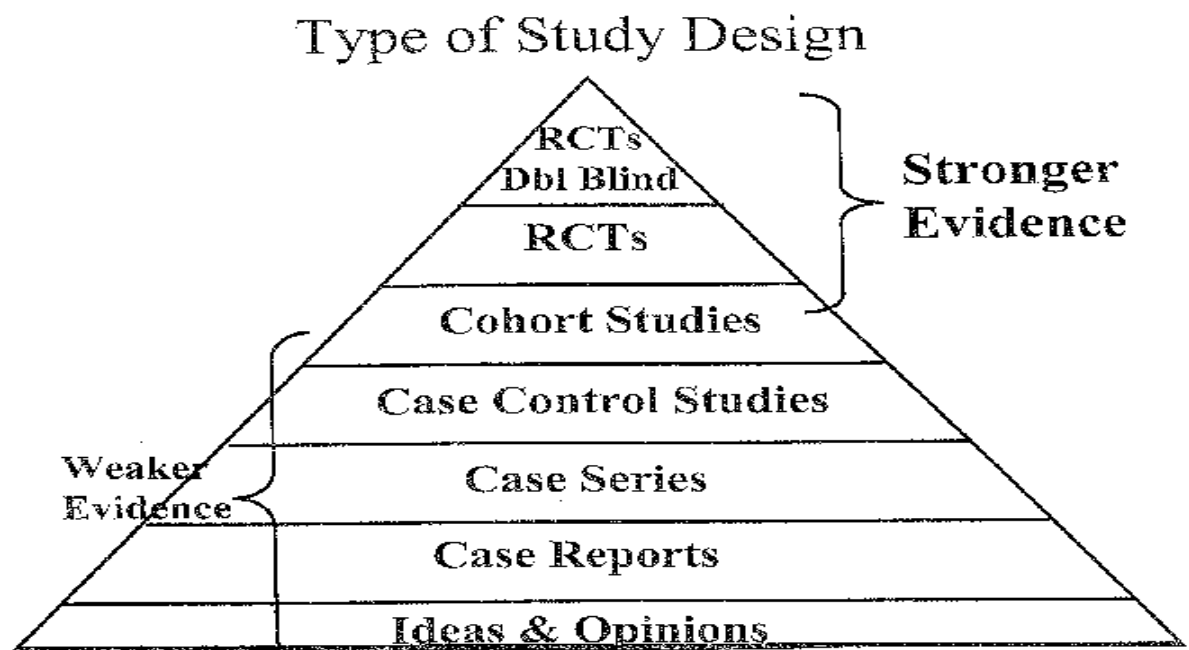 Type of Study Design
RCTs
Dbl Blind
Stronger
Evidence
RCTs
Cohort Studies
Case Control Studies
Weaker
Evidence
Case Series
Case Reports
Ideas & Opinions